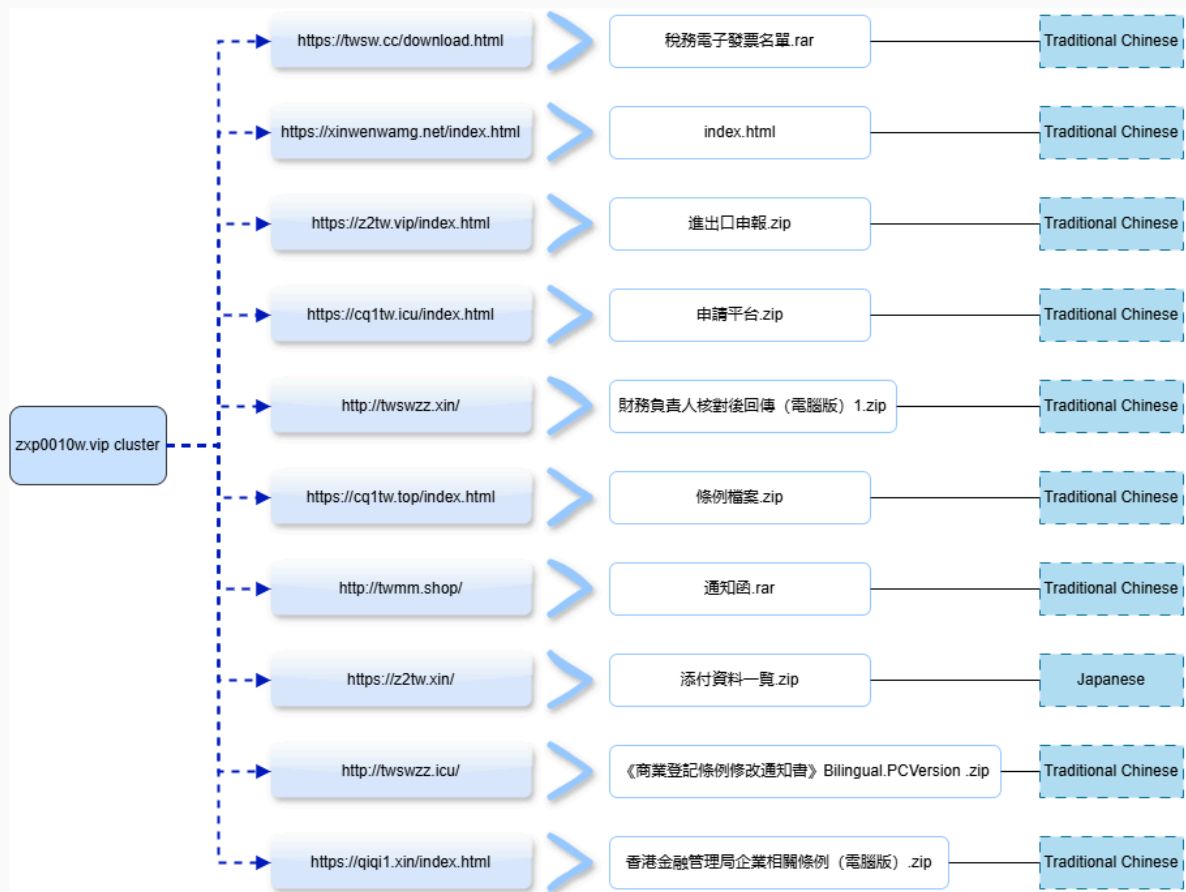 https://twsw.cc/download.html
稅務電子發票名單.rar
Traditional Chinese
https://xinwenwamg.net/index.html
index.html
Traditional Chinese
https://z2tw.vip/index.html
進出口申報.zip
Traditional Chinese
https://cq1tw.icu/index.html
申請平台.zip
Traditional Chinese
zxp0010w.vip cluster
http://twswzz.xin/
財務負責人核對後回傳（電腦版）1.zip
Traditional Chinese
https://cq1tw.top/index.html
條例檔案.zip
Traditional Chinese
http://twmm.shop/
通知函.rar
Traditional Chinese
https://z2tw.xin/
添付資料一覧.zip
Japanese
http://twswzz.icu/
《商業登記條例修改通知書》Bilingual.PCVersion .zip
Traditional Chinese
https://qiqi1.xin/index.html
香港金融管理局企業相關條例（電腦版）.zip
Traditional Chinese